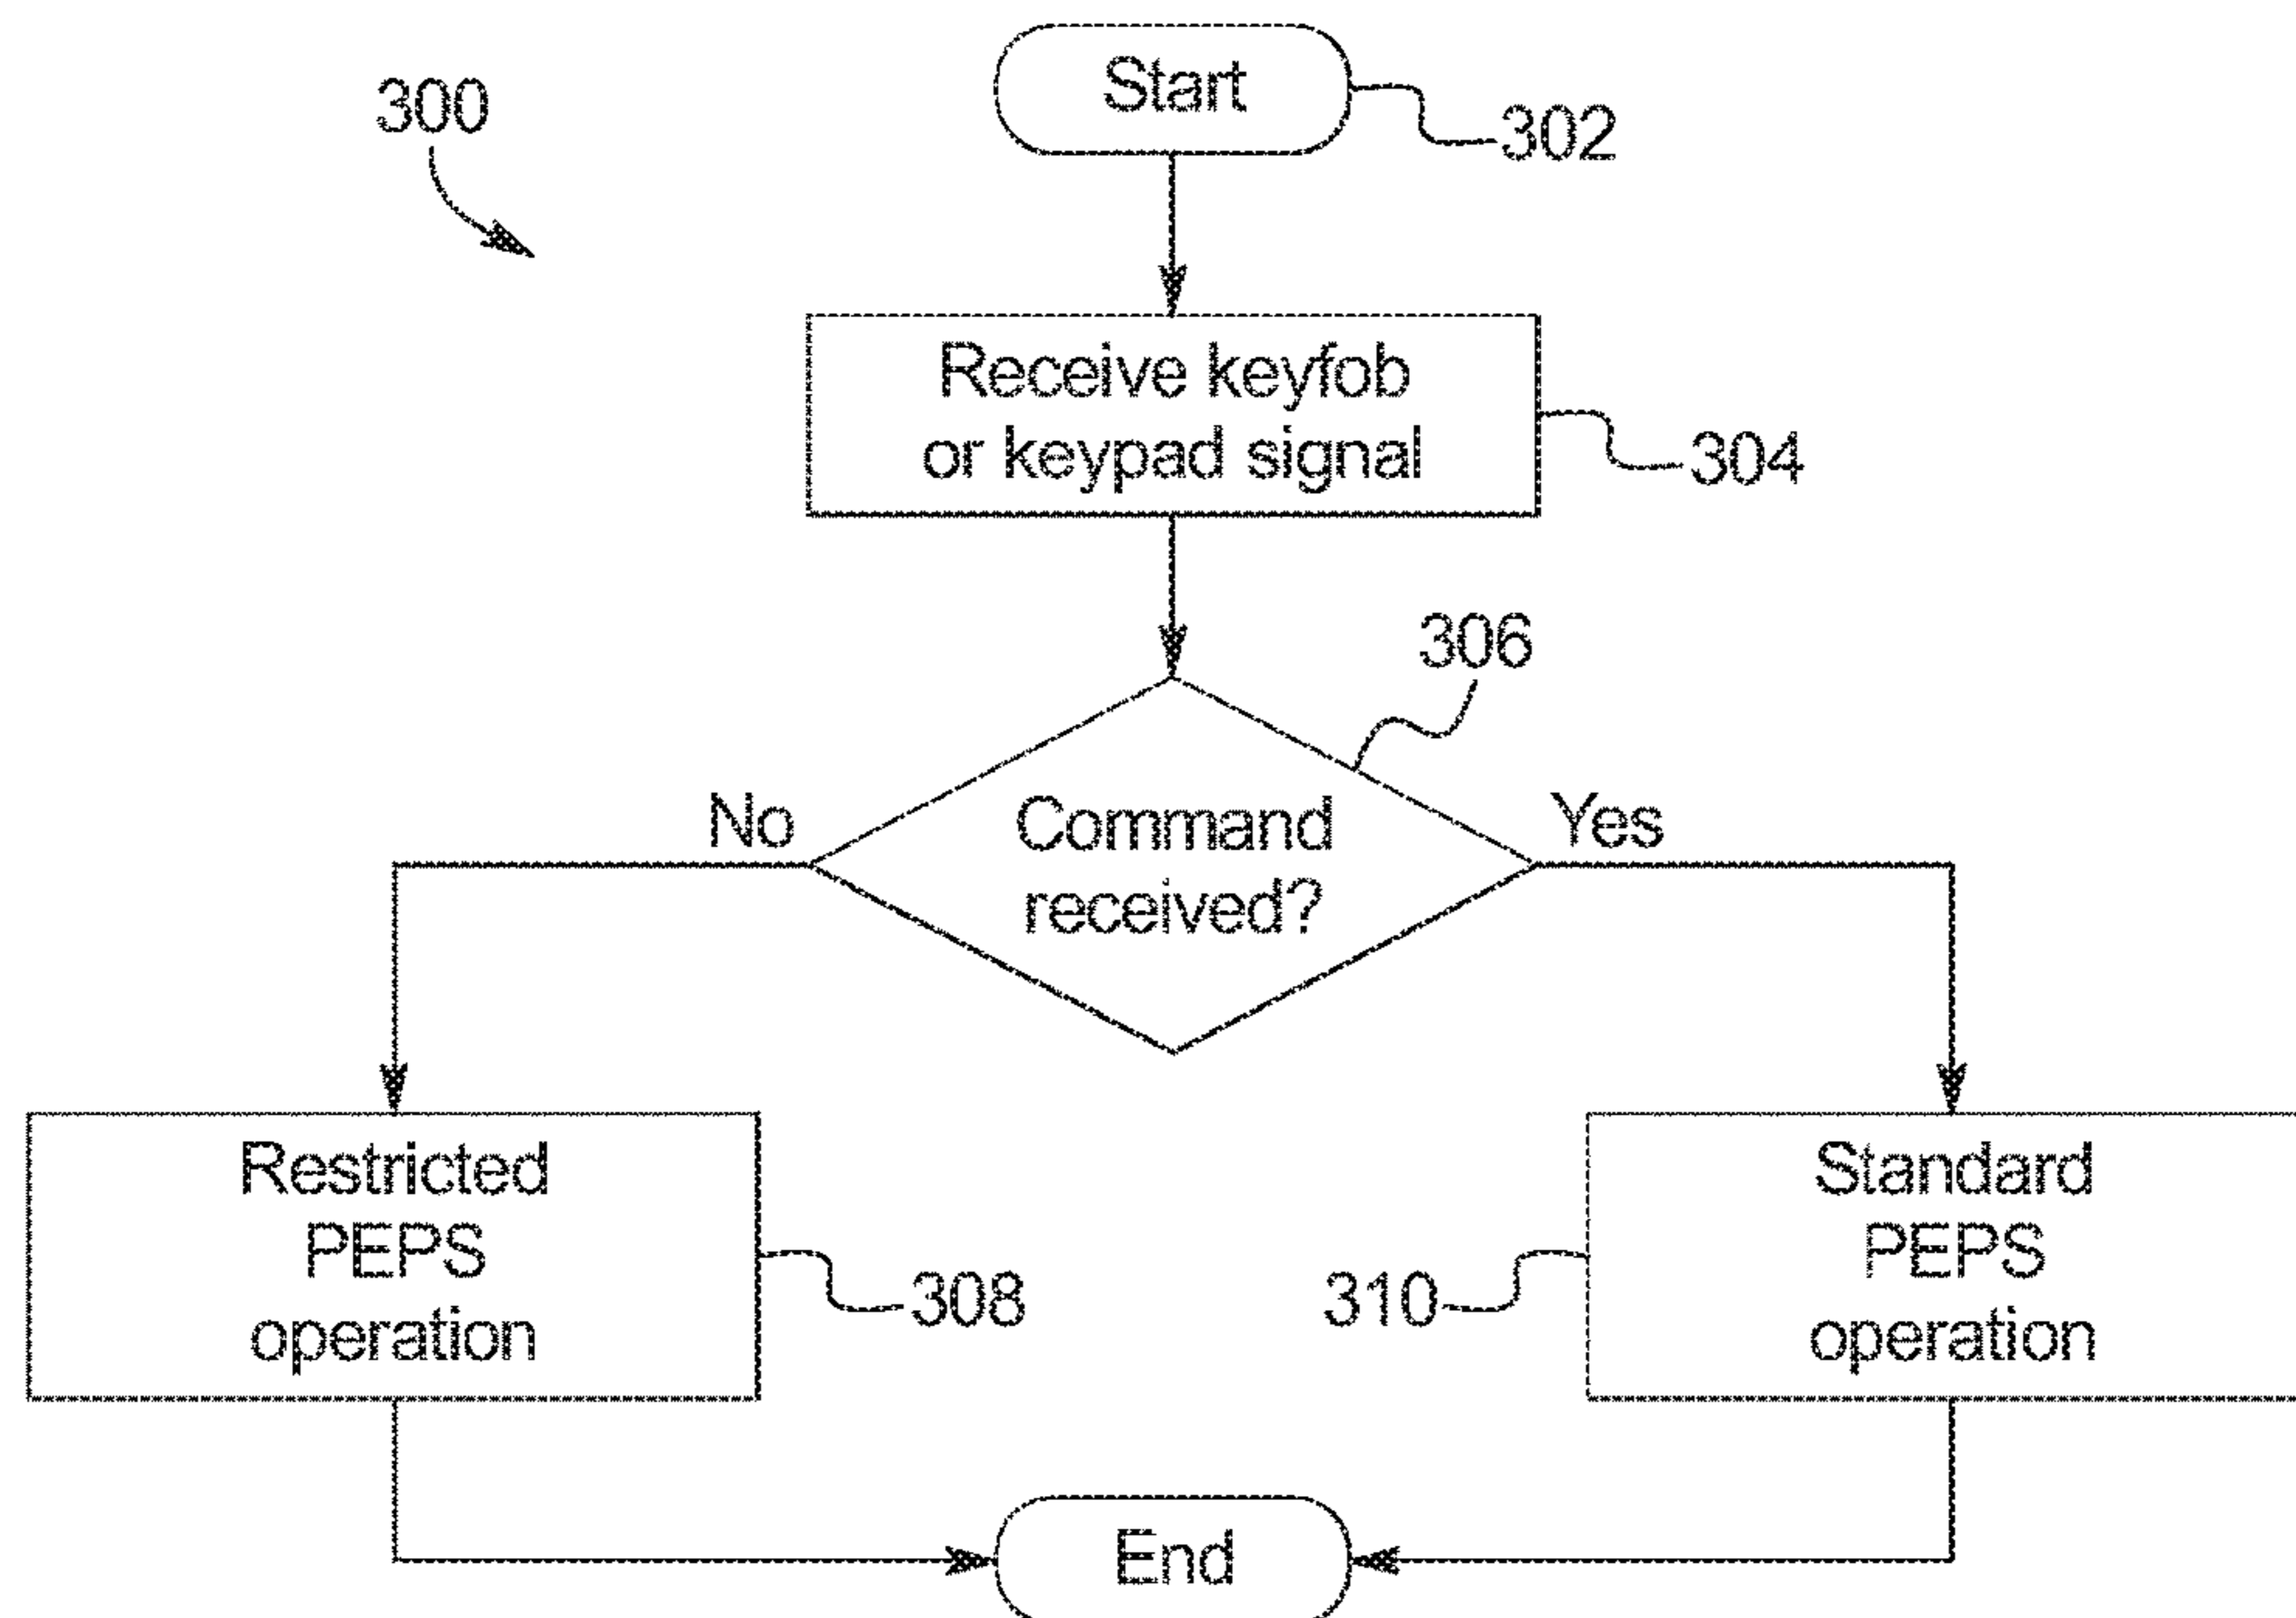 Start
300
302
Receive keyfob
or keypad signal
304
306
No
Command
received?
Yes
Restricted
PEPS
operation
308
310
Standard
PEPS
operation
End